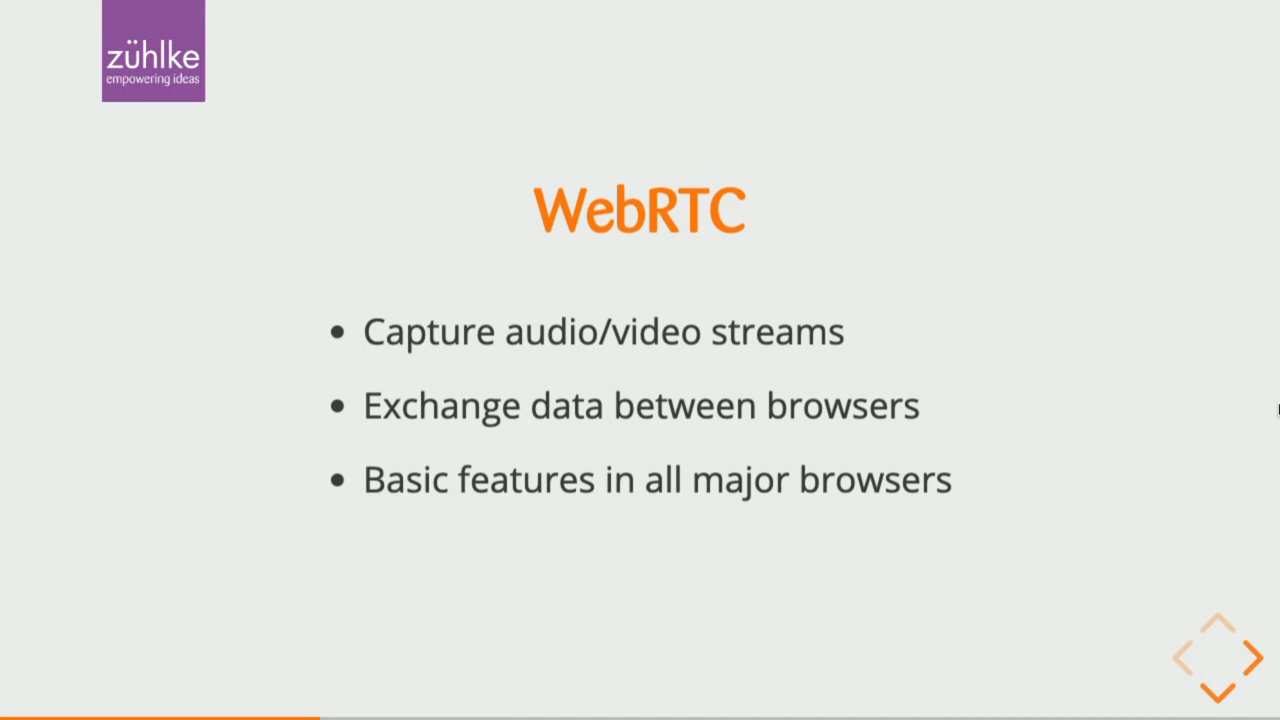 zühlke
empowering ideas
WebRTC
Capture audio/video streams
Exchange data between browsers
Basic features in all major browsers